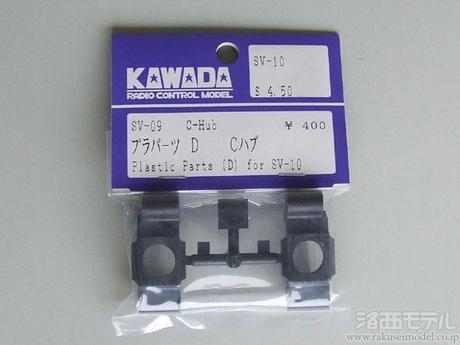 KAWADA
RADIO CONTROL MODEL
SV-10
$ 4.50
SV-09 C-Hub ¥ 400
プラパーツ D Cハブ
Plastic Parts (D) for SV-10
洛西モデル
www.rakuseimodel.co.jp